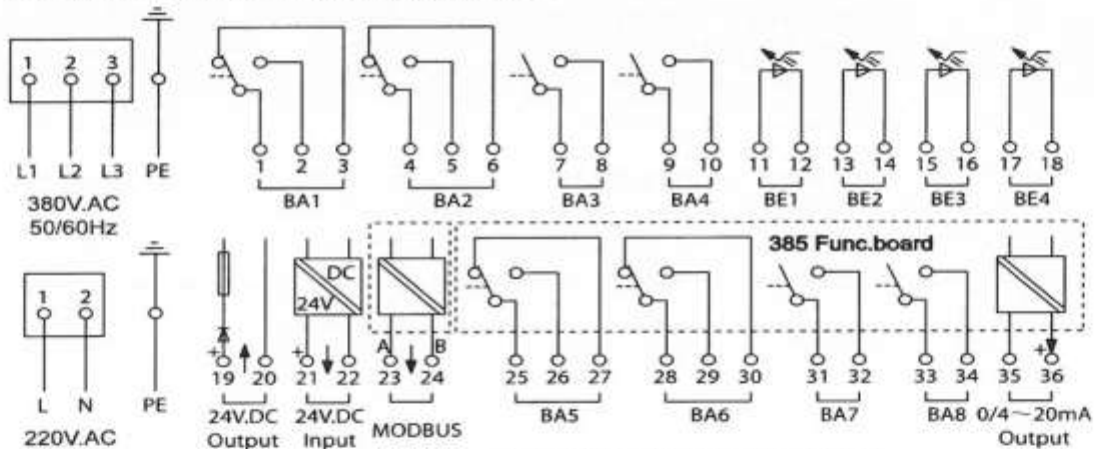 1 2 3
L1 L2 L3 PE
380V.AC
50/60Hz
1 2 3 4 5 6 7 8 9 10 11 12 13 14 15 16 17 18
BA1 BA2 BA3 BA4 BE1 BE2 BE3 BE4
385 Func.board
1 2
DC
24V
A B
+ + +
19 20 21 22 23 24 25 26 27 28 29 30 31 32 33 34 35 36
L N PE
220V.AC
24V.DC
Output
24V.DC
Input
MODBUS
BA5 BA6 BA7 BA8
0/4～20mA
Output